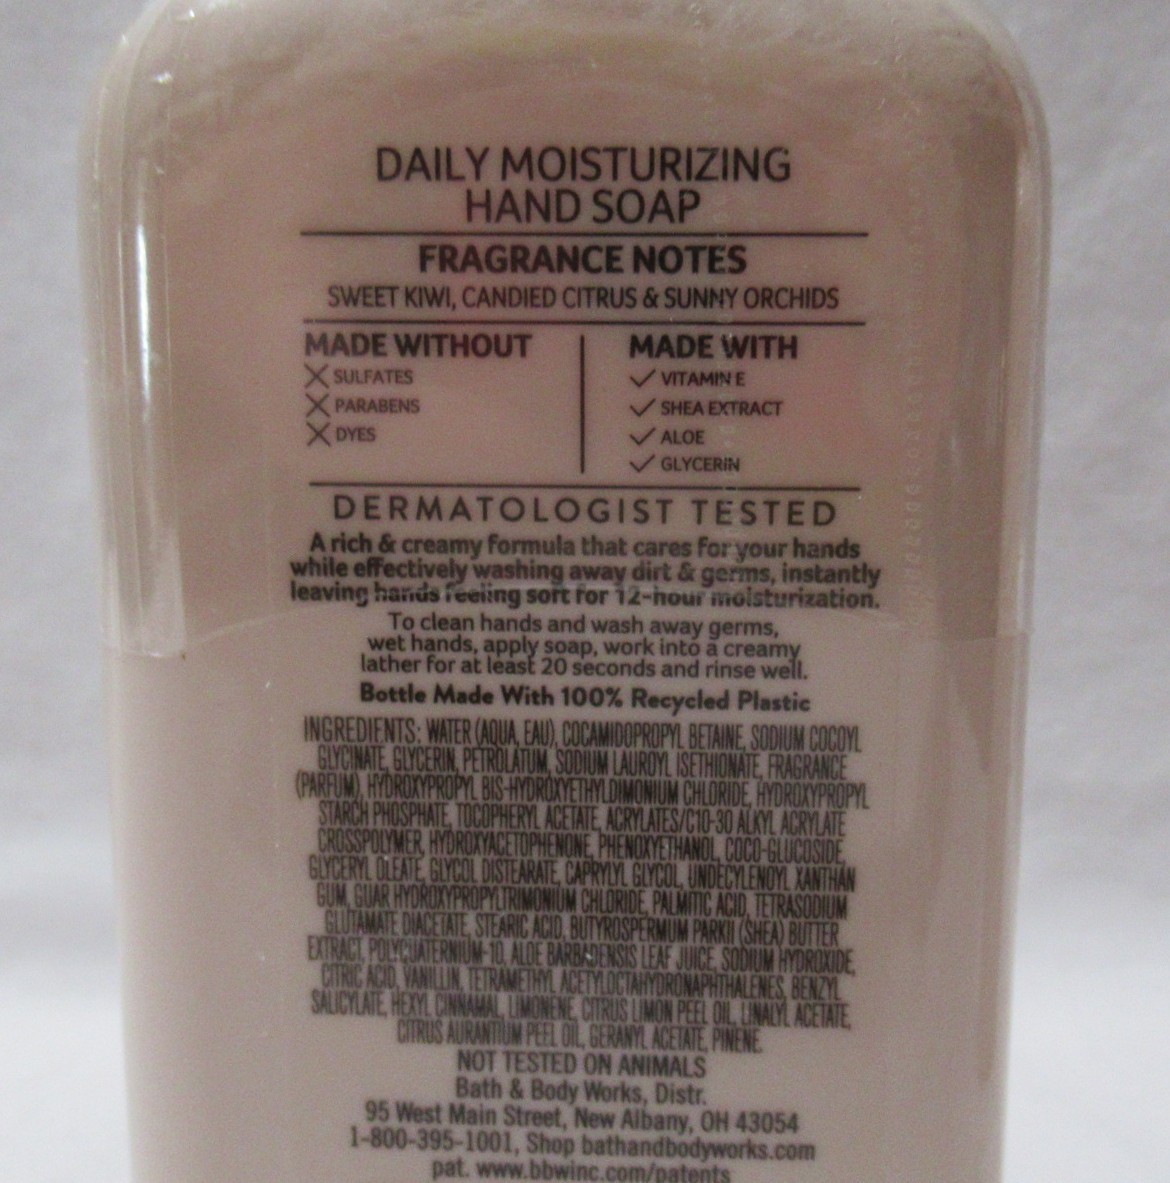 DAILY MOISTURIZING
HAND SOAP
FRAGRANCE NOTES
SWEET KIWI, CANDIED CITRUS & SUNNY ORCHIDS
MADE WITHOUT
SULFATES
PARABENS
DYES
MADE WITH
VITAMIN E
SHEA EXTRACT
ALOE
GLYCERIN
DERMATOLOGIST TESTED
A rich & creamy formula that cares for your hands
while effectively washing away dirt & germs, instantly
leaving hands feeling soft for 12-hour moisturization.
To clean hands and wash away germs,
wet hands, apply soap, work into a creamy
lather for at least 20 seconds and rinse well.
Bottle Made With 100% Recycled Plastic
INGREDIENTS: WATER (AQUA, EAU), COCAMIDOPROPYL BETAINE, SODIUM COCOYL
GLYCINATE, GLYCERIN, PETROLATUM, SODIUM LAUROYL ISETHIONATE, FRAGRANCE
(PARFUM), HYDROXYPROPYL BIS-HYDROXYETHYLDIMONIUM CHLORIDE, HYDROXYPROPYL
STARCH PHOSPHATE, TOCOPHERYL ACETATE, ACRYLATES/C10-30 ALKYL ACRYLATE
CROSSPOLYMER, HYDROXYACETOPHENONE, PHENOXYETHANOL, COCO-GLUCOSIDE,
GLYCERYL OLEATE, GLYCOL DISTEARATE, CAPRYLYL GLYCOL, UNDECYLENOYL XANTHAN
GUM, GUAR HYDROXYPROPYLTRIMONIUM CHLORIDE, PALMITIC ACID, TETRASODIUM
GLUTAMATE DIACETATE, STEARIC ACID, BUTYROSPERMUM PARKII (SHEA) BUTTER
EXTRACT, POLYQUATERNIUM-10, ALOE BARBADENSIS LEAF JUICE, SODIUM HYDROXIDE,
CITRIC ACID, VANILLIN, TETRAMETHYL ACETYLOCTAHYDRONAPHTHALENES, BENZYL
SALICYLATE, HEXYL CINNAMAL, LIMONENE, CITRUS LIMON PEEL OIL, LINALYL ACETATE,
CITRUS AURANTIUM PEEL OIL, GERANYL ACETATE, PINENE.
NOT TESTED ON ANIMALS
Bath & Body Works, Distr.
95 West Main Street, New Albany, OH 43054
1-800-395-1001, Shop bathandbodyworks.com
pat. www.bbwinc.com/patents